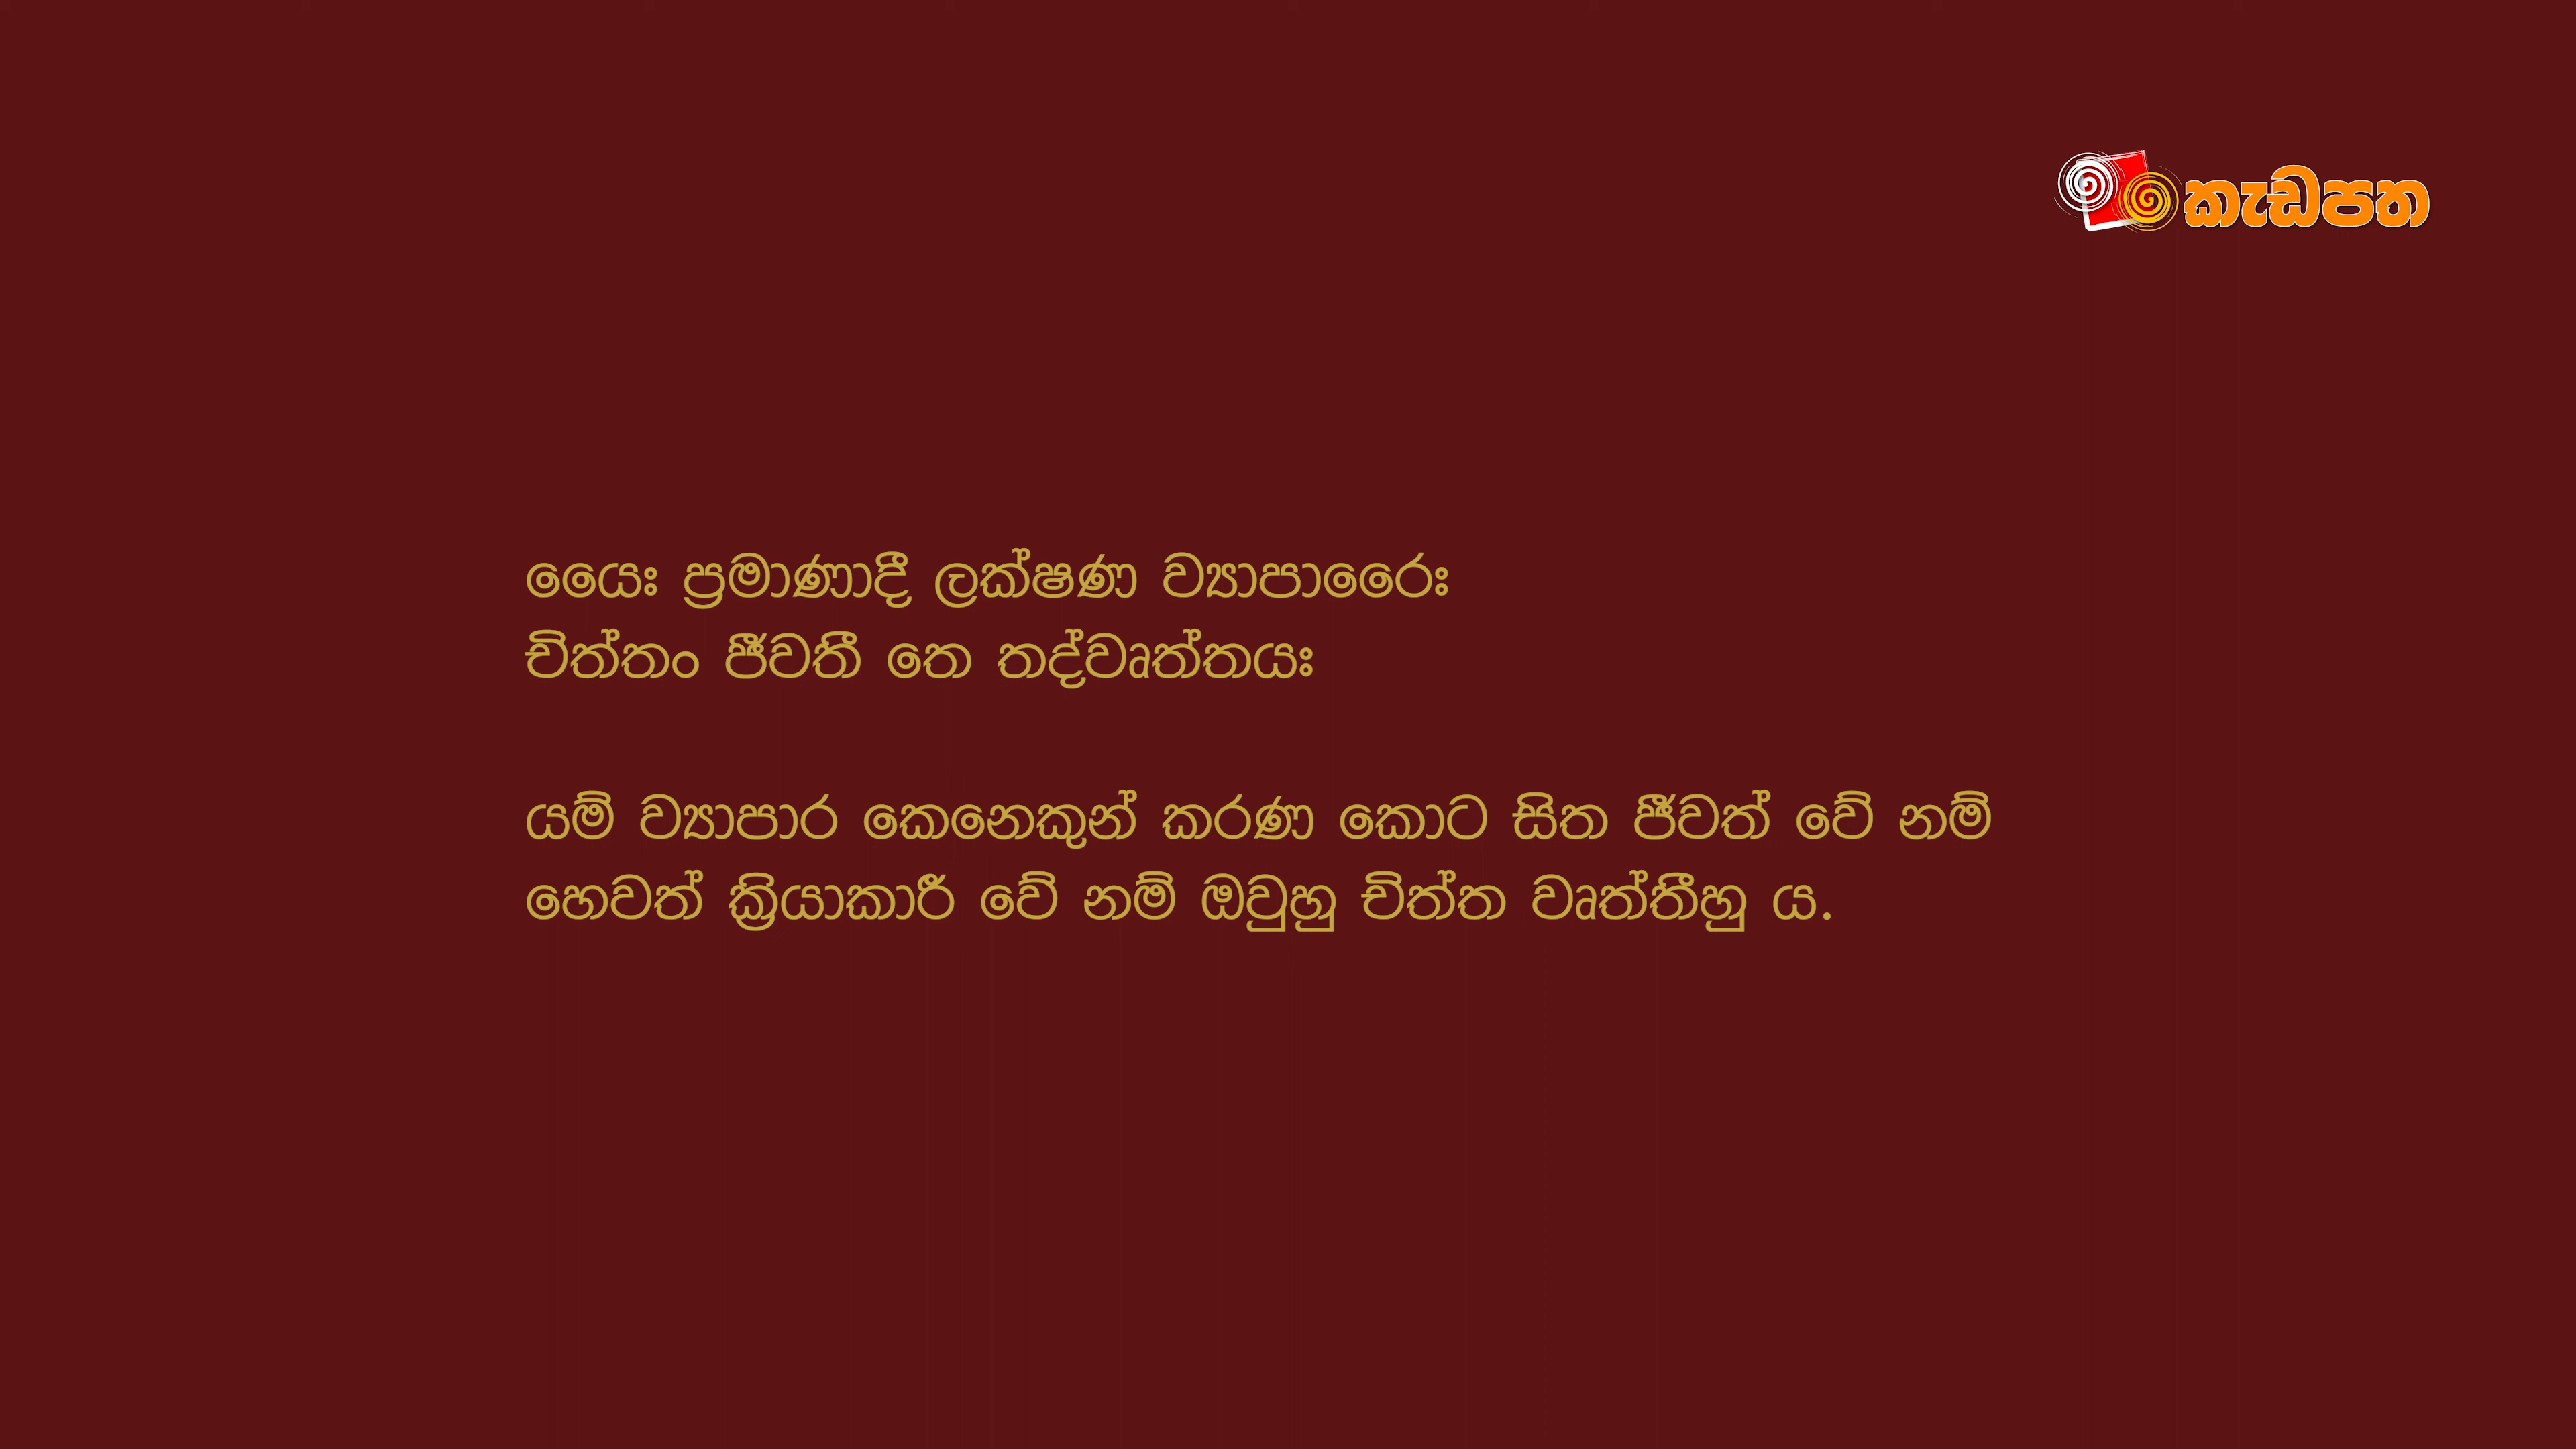 කැඩපත
යෛඃ ප්‍රමාණාදී ලක්ෂණ ව්‍යාපාරෛඃ
චිත්තං ජීවතී තෙ තද්වෘත්තයඃ
යම් ව්‍යාපාර කෙනෙකුන් කරණ කොට සිත ජීවත් වේ නම්
හෙවත් ක්‍රියාකාරී වේ නම් ඔවුහු චිත්ත වෘත්තීහු ය.